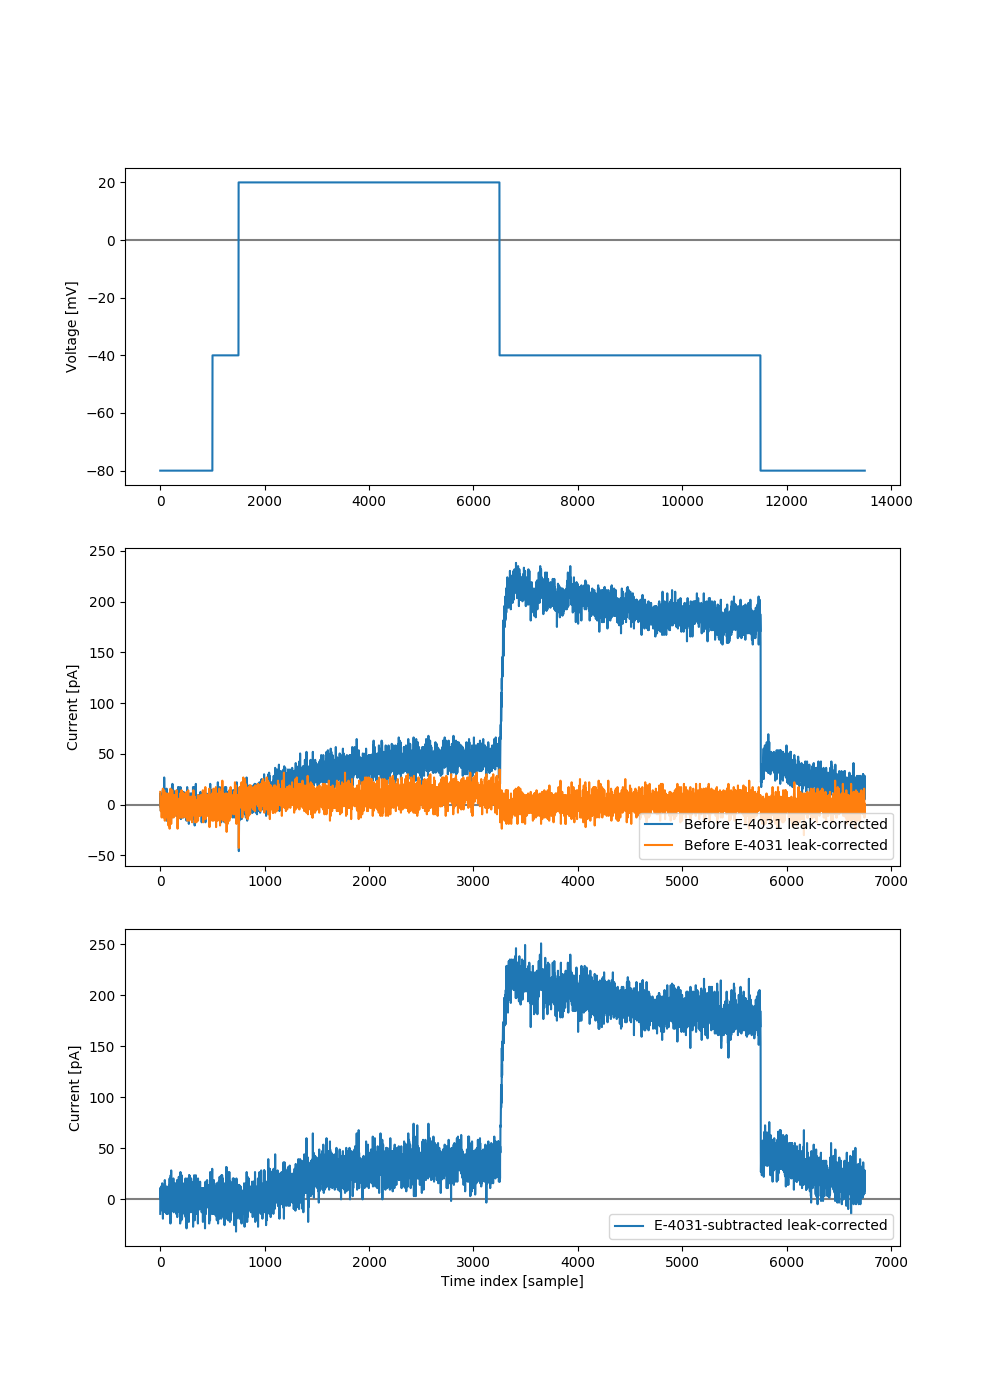 20
0
−20
−40
−60
−80
Voltage [mV]
0 2000 4000 6000 8000 10000 12000 14000
250
200
150
100
50
0
−50
Current [pA]
Before E-4031 leak-corrected
Before E-4031 leak-corrected
0 1000 2000 3000 4000 5000 6000 7000
250
200
150
100
50
0
Current [pA]
E-4031-subtracted leak-corrected
0 1000 2000 3000 4000 5000 6000 7000
Time index [sample]